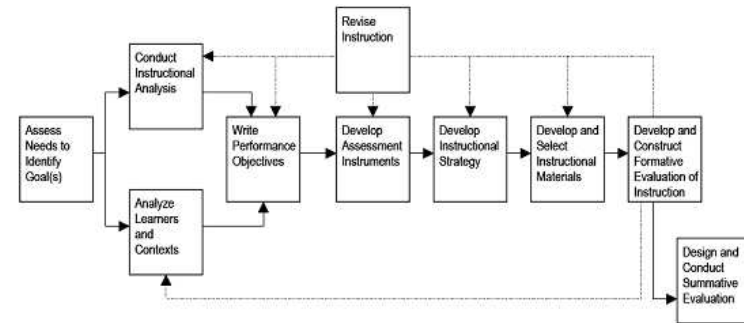 Revise
Instruction
Conduct
Instructional
Analysis
Assess
Needs to
Identify
Goal(s)
Write
Performance
Objectives
Develop
Assessment
Instruments
Develop
Instructional
Strategy
Develop and
Select
Instructional
Materials
Develop and
Construct
Formative
Evaluation of
Instruction
Analyze
Learners
and
Contexts
Design and
Conduct
Summative
Evaluation